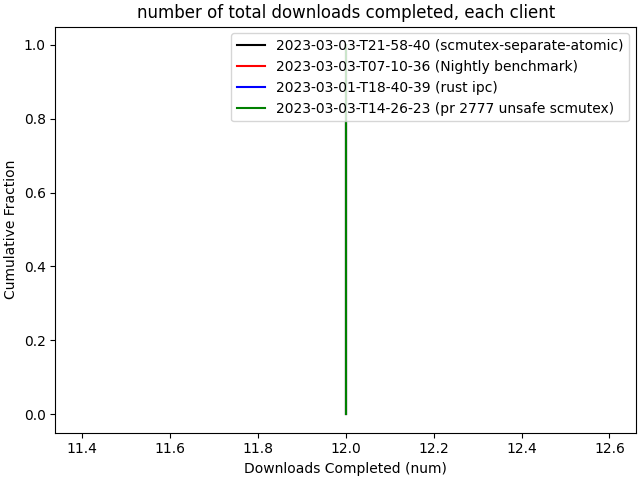 number of total downloads completed, each client
2023-03-03-T21-58-40 (scmutex-separate-atomic)
2023-03-03-T07-10-36 (Nightly benchmark)
2023-03-01-T18-40-39 (rust ipc)
2023-03-03-T14-26-23 (pr 2777 unsafe scmutex)
Cumulative Fraction
1.0
0.8
0.6
0.4
0.2
0.0
11.4 11.6 11.8 12.0 12.2 12.4 12.6
Downloads Completed (num)